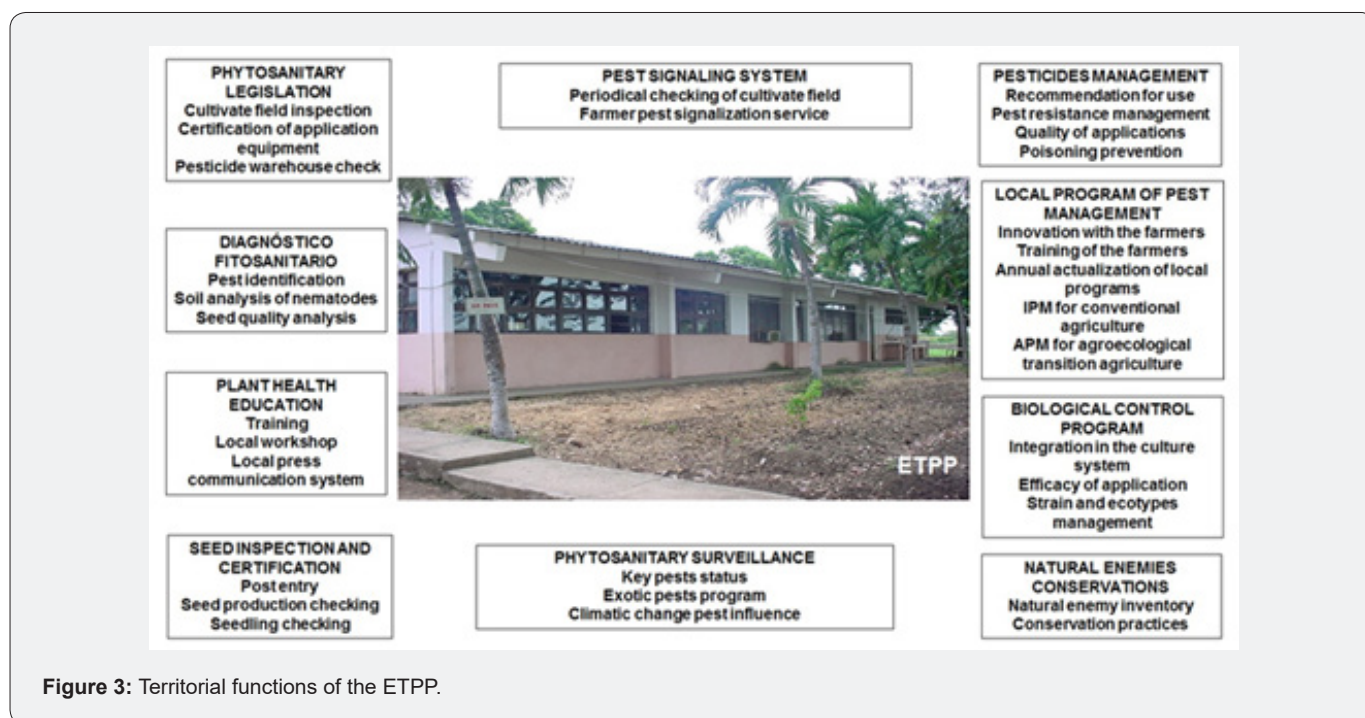 PHYTOSANITARY
LEGISLATION
Cultivate field inspection
Certification of application
equipment
Pesticide warehouse check
PEST SIGNALING SYSTEM
Periodical checking of cultivate field
Farmer pest signalization service
PESTICIDES MANAGEMENT
Recommendation for use
Pest resistance management
Quality of applications
Poisoning prevention
DIAGNÓSTICO
FITOSANITARIO
Pest identification
Soil analysis of nematodes
Seed quality analysis
LOCAL PROGRAM OF PEST
MANAGEMENT
Innovation with the farmers
Training of the farmers
Annual actualization of local
programs
IPM for conventional
agriculture
APM for agroecological
transition agriculture
PLANT HEALTH
EDUCATION
Training
Local workshop
Local press
communication system
BIOLOGICAL CONTROL
PROGRAM
Integration in the culture
system
Efficacy of application
Strain and ecotypes
management
ETPP
SEED INSPECTION AND
CERTIFICATION
Post entry
Seed production checking
Seedling checking
PHYTOSANITARY SURVEILLANCE
Key pests status
Exotic pests program
Climatic change pest influence
NATURAL ENEMIES
CONSERVATIONS
Natural enemy inventory
Conservation practices
Figure 3: Territorial functions of the ETPP.